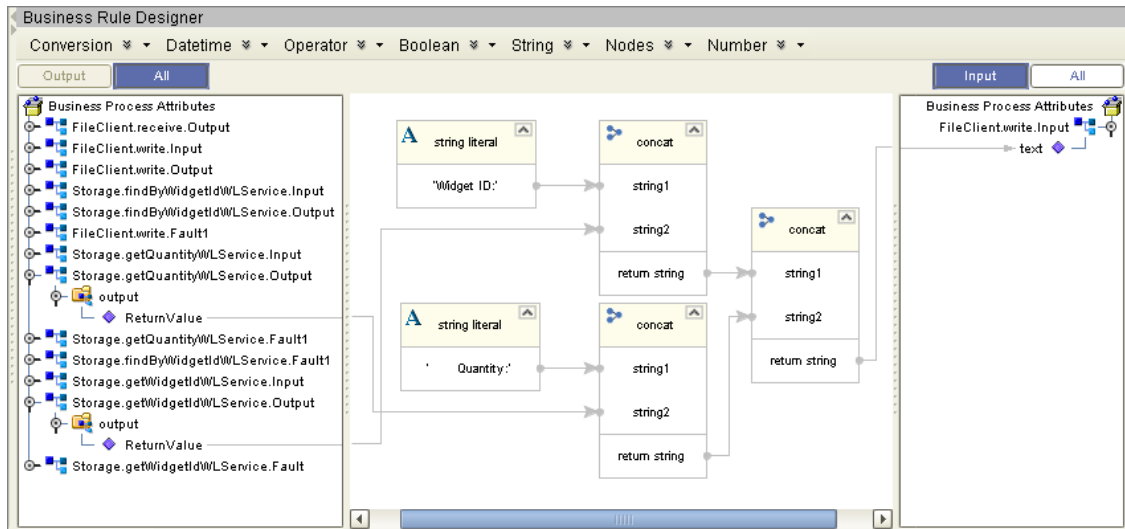 Business Rule Designer
Conversion Datetime Operator Boolean String Nodes Number
Output All Input All
Business Process Attributes
FileClient.receive.Output
FileClient.write.Input
FileClient.write.Output
Storage.findByWidgetIdWLService.Input
Storage.findByWidgetIdWLService.Output
FileClient.write.Fault1
Storage.getQuantityWLService.Input
Storage.getQuantityWLService.Output
output
ReturnValue
Storage.getQuantityWLService.Fault1
Storage.findByWidgetIdWLService.Fault1
Storage.getWidgetIdWLService.Input
Storage.getWidgetIdWLService.Output
output
ReturnValue
Storage.getWidgetIdWLService.Fault
A string literal
'Widget ID:'
concat
string1
string2
return string
A string literal
' Quantity:'
concat
string1
string2
return string
concat
string1
string2
return string
Business Process Attributes
FileClient.write.Input
text